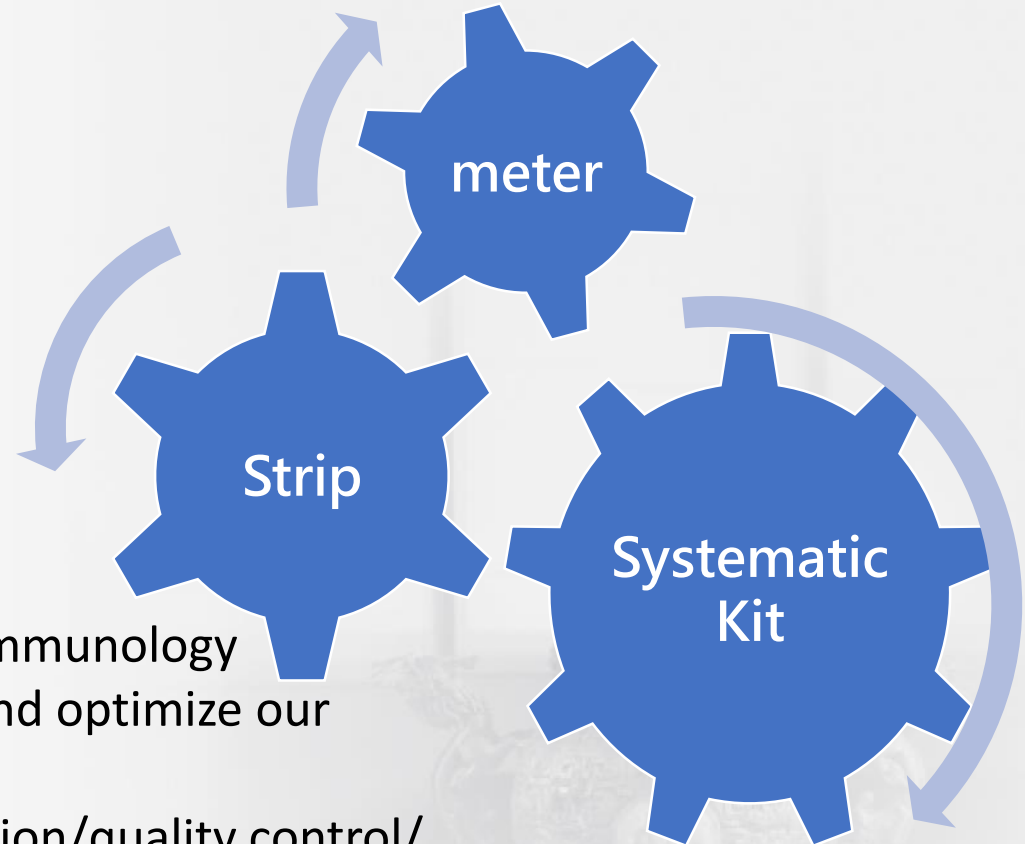 meter
Strip
Systematic
Kit
mmunology
nd optimize our
ion/quality control/